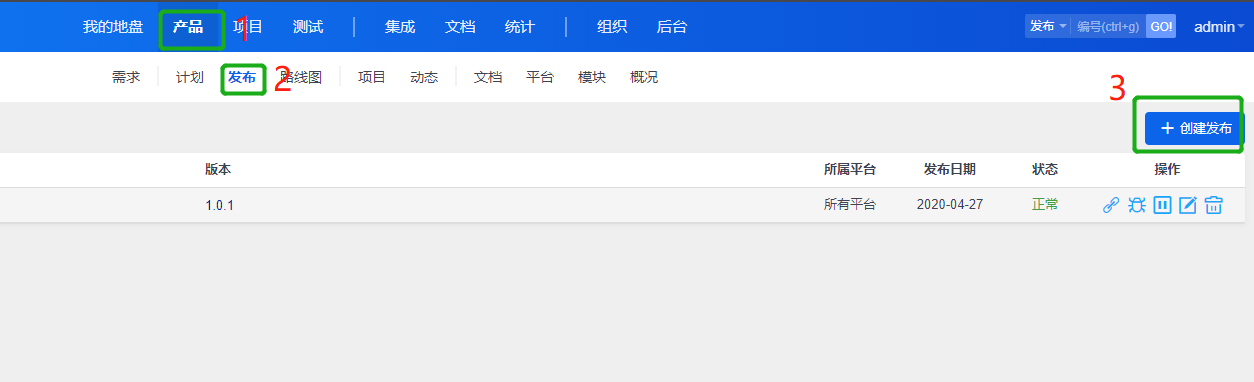 我的地盘 产品 1 项目 测试 集成 文档 统计 组织 后台 发布 编号(ctrl+g) GO! admin
需求 计划 发布 2 路线图 项目 动态 文档 平台 模块 概况
3
+ 创建发布
版本 所属平台 发布日期 状态 操作
1.0.1 所有平台 2020-04-27 正常